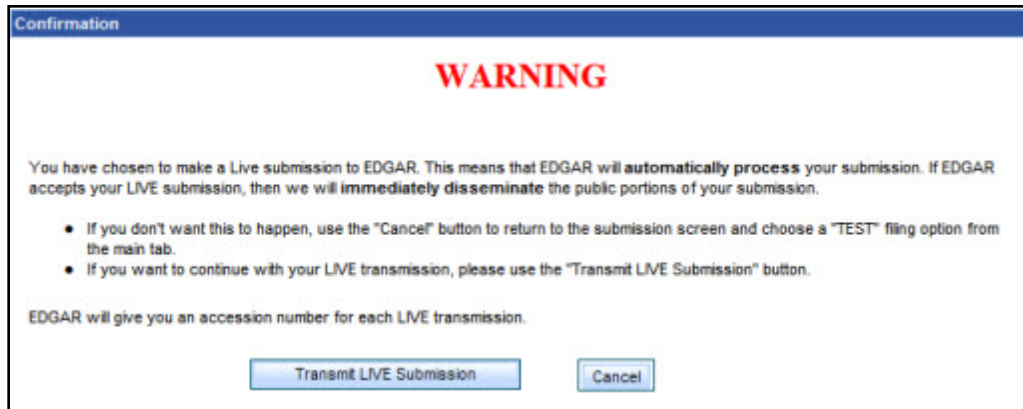 Confirmation
WARNING
You have chosen to make a Live submission to EDGAR. This means that EDGAR will automatically process your submission. If EDGAR
accepts your LIVE submission, then we will immediately disseminate the public portions of your submission.
● If you don't want this to happen, use the "Cancel" button to return to the submission screen and choose a "TEST" filing option from
the main tab.
● If you want to continue with your LIVE transmission, please use the "Transmit LIVE Submission" button.
EDGAR will give you an accession number for each LIVE transmission.
Transmit LIVE Submission Cancel